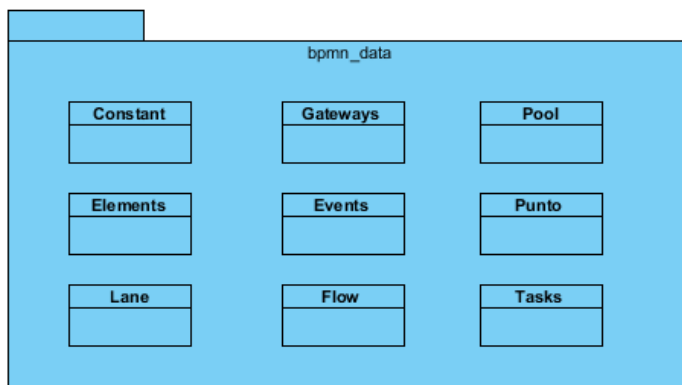 bpmn_data
Constant
Gateways
Pool
Elements
Events
Punto
Lane
Flow
Tasks